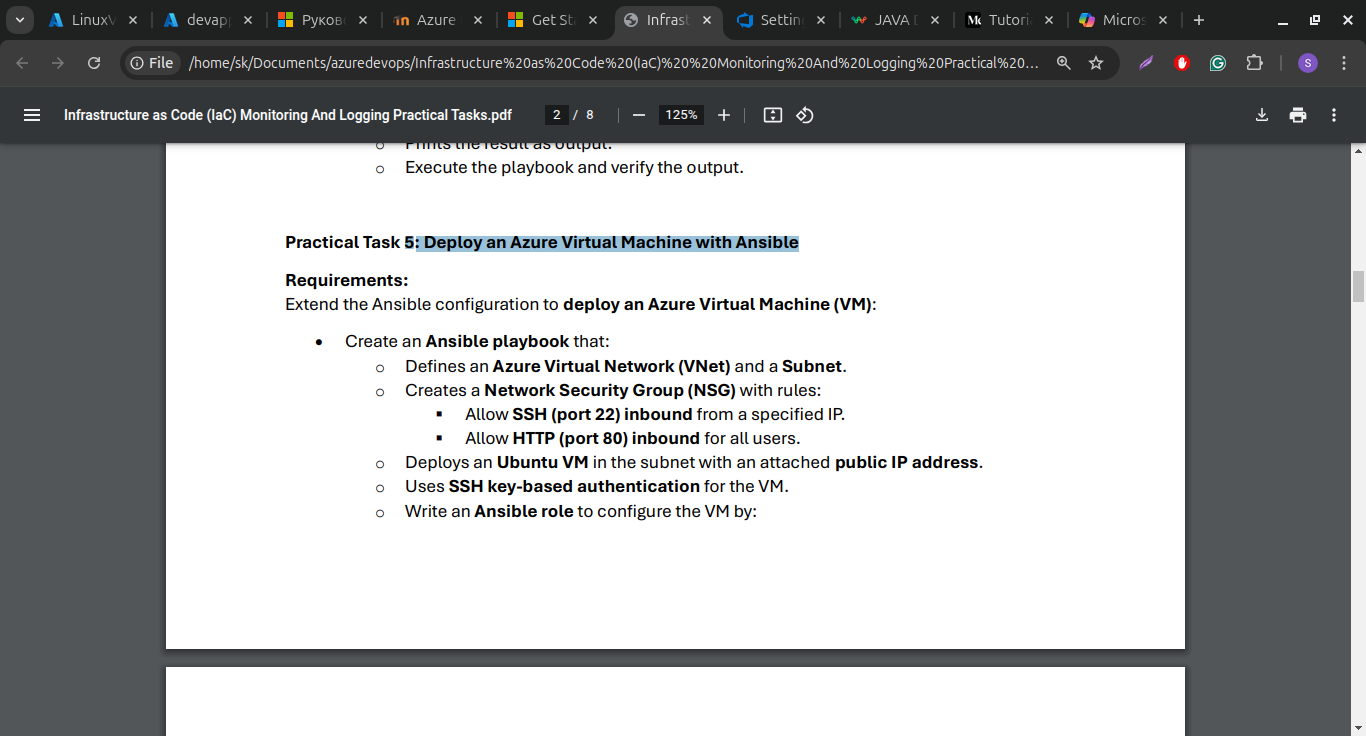 LinuxV
devap
Руков
Azure
Get St
Infrast
Settin
JAVA D
Tutori
Micros
File
/home/sk/Documents/azuredevops/Infrastructure%20as%20Code%20(IaC)%20%20Monitoring%20And%20Logging%20Practical%20...
S
Infrastructure as Code (IaC) Monitoring And Logging Practical Tasks.pdf
2 / 8
125%
o Prints the result as output.
o Execute the playbook and verify the output.
Practical Task 5: Deploy an Azure Virtual Machine with Ansible
Requirements:
Extend the Ansible configuration to deploy an Azure Virtual Machine (VM):
• Create an Ansible playbook that:
o Defines an Azure Virtual Network (VNet) and a Subnet.
o Creates a Network Security Group (NSG) with rules:
▪ Allow SSH (port 22) inbound from a specified IP.
▪ Allow HTTP (port 80) inbound for all users.
o Deploys an Ubuntu VM in the subnet with an attached public IP address.
o Uses SSH key-based authentication for the VM.
o Write an Ansible role to configure the VM by: